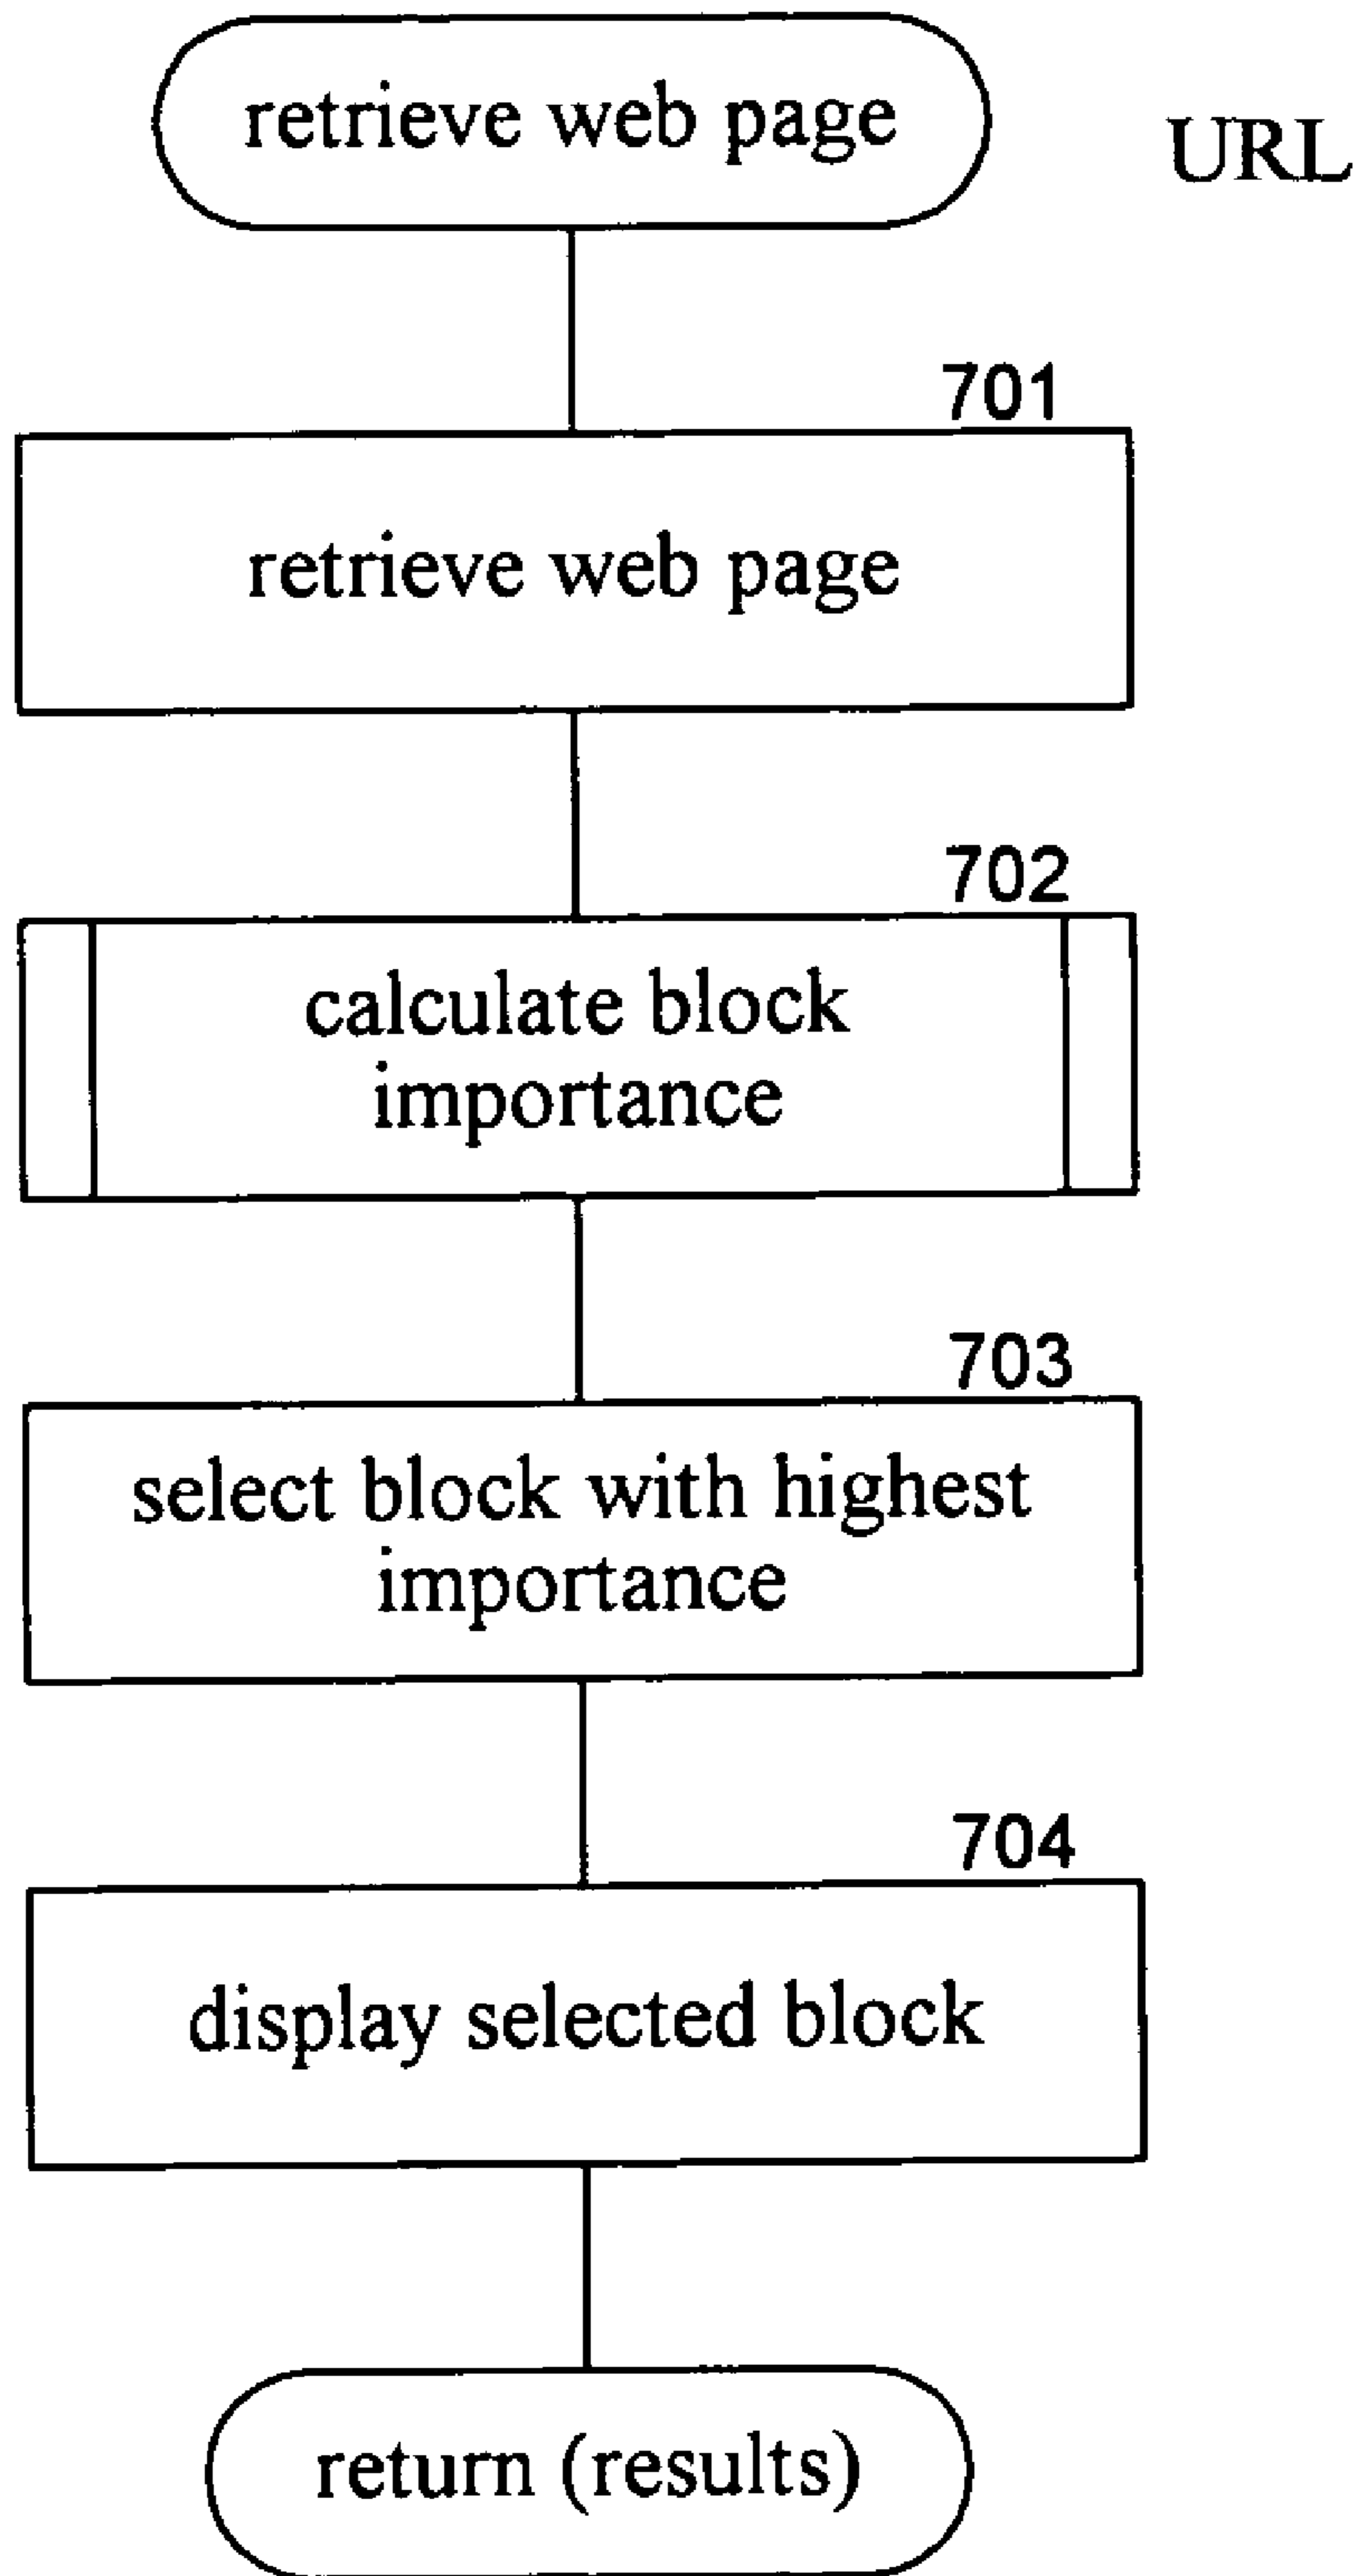 retrieve web page
URL
701
retrieve web page
702
calculate block
importance
703
select block with highest
importance
704
display selected block
return (results)